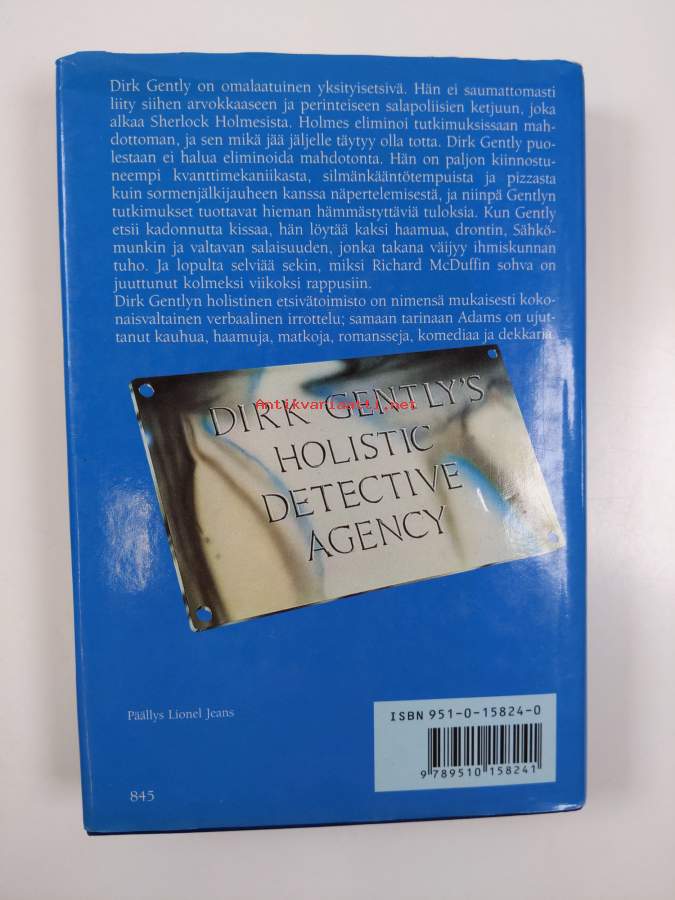 Dirk Gently on omalaatuinen yksityisetsivä. Hän ei saumattomasti
liity siihen arvokkaaseen ja perinteiseen salapoliisien ketjuun, joka
alkaa Sherlock Holmesista. Holmes eliminoi tutkimuksissaan mah-
dottoman, ja sen mikä jää jäljelle täytyy olla totta. Dirk Gently puo-
lestaan ei halua eliminoida mahdotonta. Hän on paljon kiinnostu-
neempi kvanttimekaniikasta, silmänkääntötempuista ja pizzasta
kuin sormenjälkijauheen kanssa näpertelemisestä, ja niinpä Gentlyn
tutkimukset tuottavat hieman hämmästyttäviä tuloksia. Kun Gently
etsii kadonnutta kissaa, hän löytää kaksi haamua, drontin, Sähkö-
munkin ja valtavan salaisuuden, jonka takana väijyy ihmiskunnan
tuho. Ja lopulta selviää sekin, miksi Richard McDuffin sohva on
juuttunut kolmeksi viikoksi rappusiin.
Dirk Gentlyn holistinen etsivätoimisto on nimensä mukaisesti koko-
naisvaltainen verbaalinen irrottelu; samaan tarinaan Adams on ujut-
tanut kauhua, haamuja, matkoja, romansseja, komediaa ja dekkaria.
Antikvariaatti.net
DIRK GENTLY'S
HOLISTIC
DETECTIVE
AGENCY
Päällys Lionel Jeans
ISBN 951-0-15824-0
9 789510 158241
845